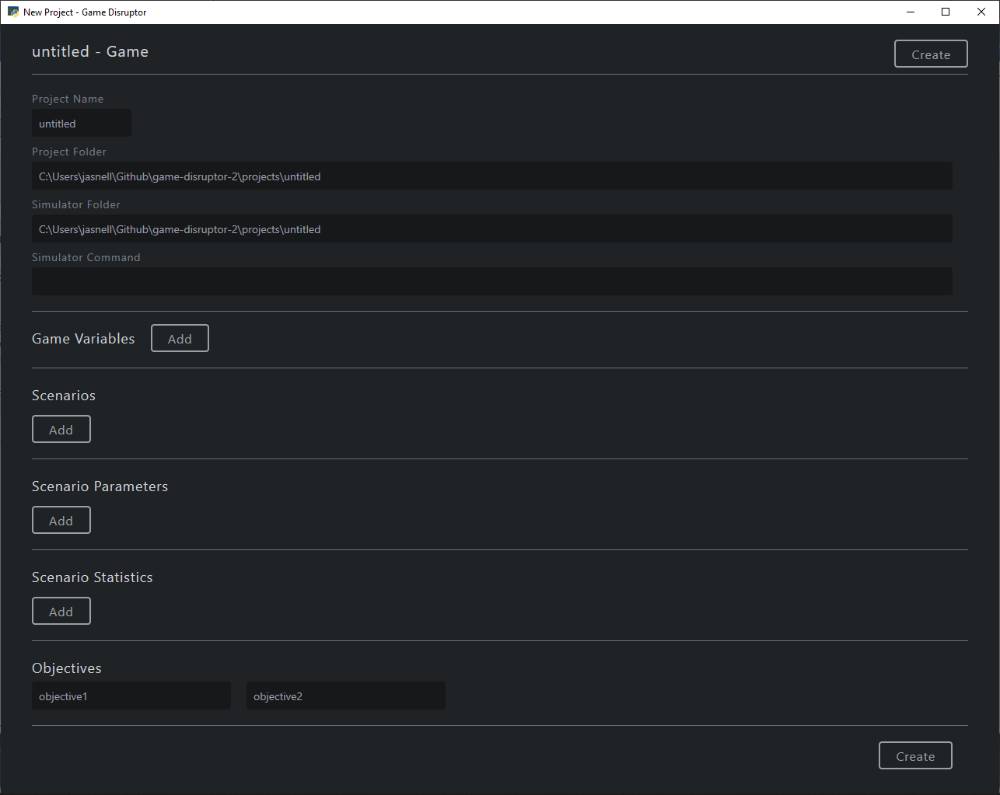 New Project - Game Disruptor
untitled - Game
Create
Project Name
untitled
Project Folder
C:\Users\jasnell\Github\game-disruptor-2\projects\untitled
Simulator Folder
C:\Users\jasnell\Github\game-disruptor-2\projects\untitled
Simulator Command
Game Variables
Add
Scenarios
Add
Scenario Parameters
Add
Scenario Statistics
Add
Objectives
objective1
objective2
Create